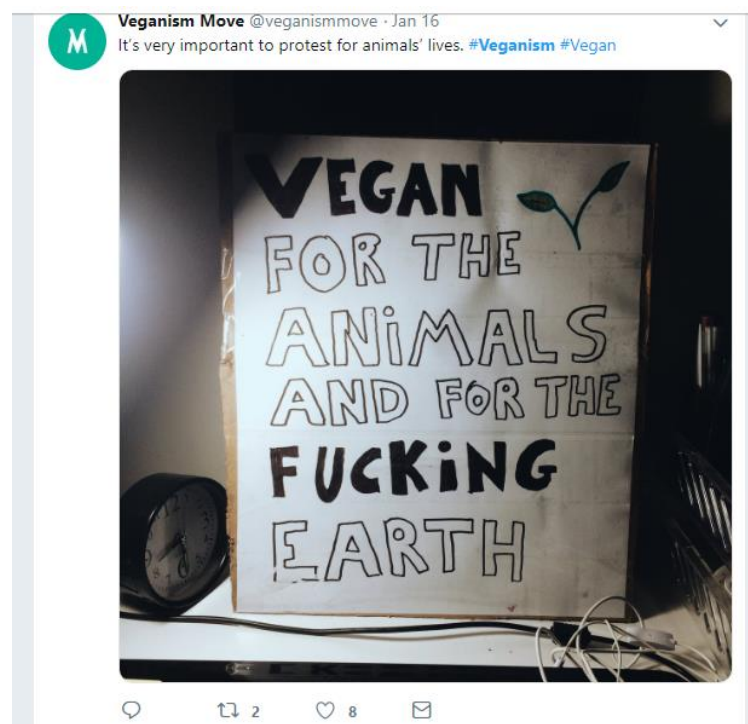 Veganism Move @veganismmove · Jan 16
It's very important to protest for animals' lives. #Veganism #Vegan
VEGAN
FOR THE
ANiMALS
AND FOR THE
FUCKiNG
EARTH
2 8